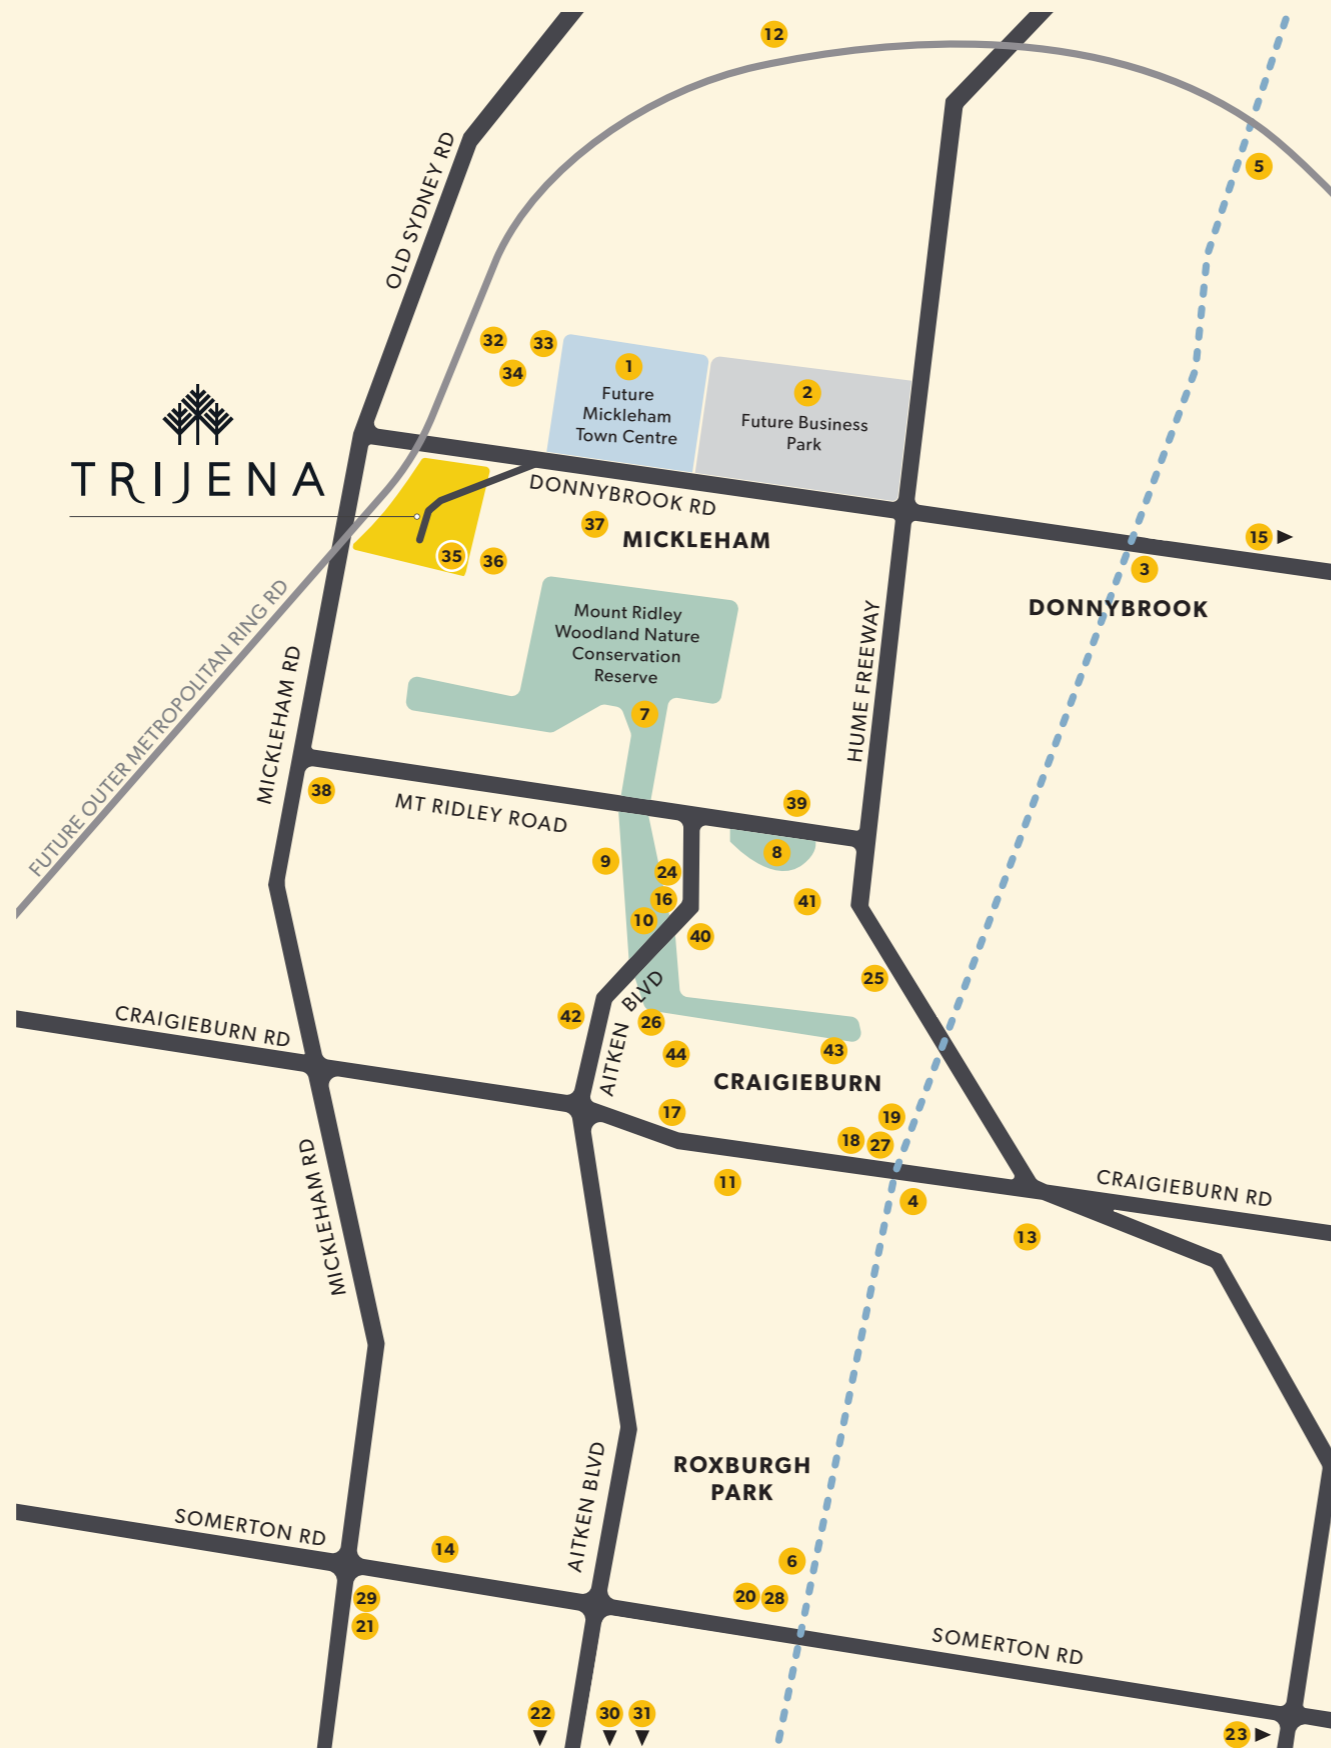 12
5
OLD SYDNEY RD
32
33
34
1
Future
Mickleham
Town Centre
2
Future Business
Park
TRIJENA
DONNYBROOK RD
37
MICKLEHAM
35
36
15
3
DONNYBROOK
FUTURE OUTER METROPOLITAN RING RD
MICKLEHAM RD
Mount Ridley
Woodland Nature
Conservation
Reserve
7
HUME FREEWAY
38
MT RIDLEY ROAD
39
8
9
24
16
10
41
40
25
CRAIGIEBURN RD
42
AITKEN BLVD
26
44
43
CRAIGIEBURN
17
19
18
27
11
4
CRAIGIEBURN RD
13
MICKLEHAM RD
ROXBURGH
PARK
AITKEN BLVD
SOMERTON RD
14
6
29
21
20
28
SOMERTON RD
22
30
31
23